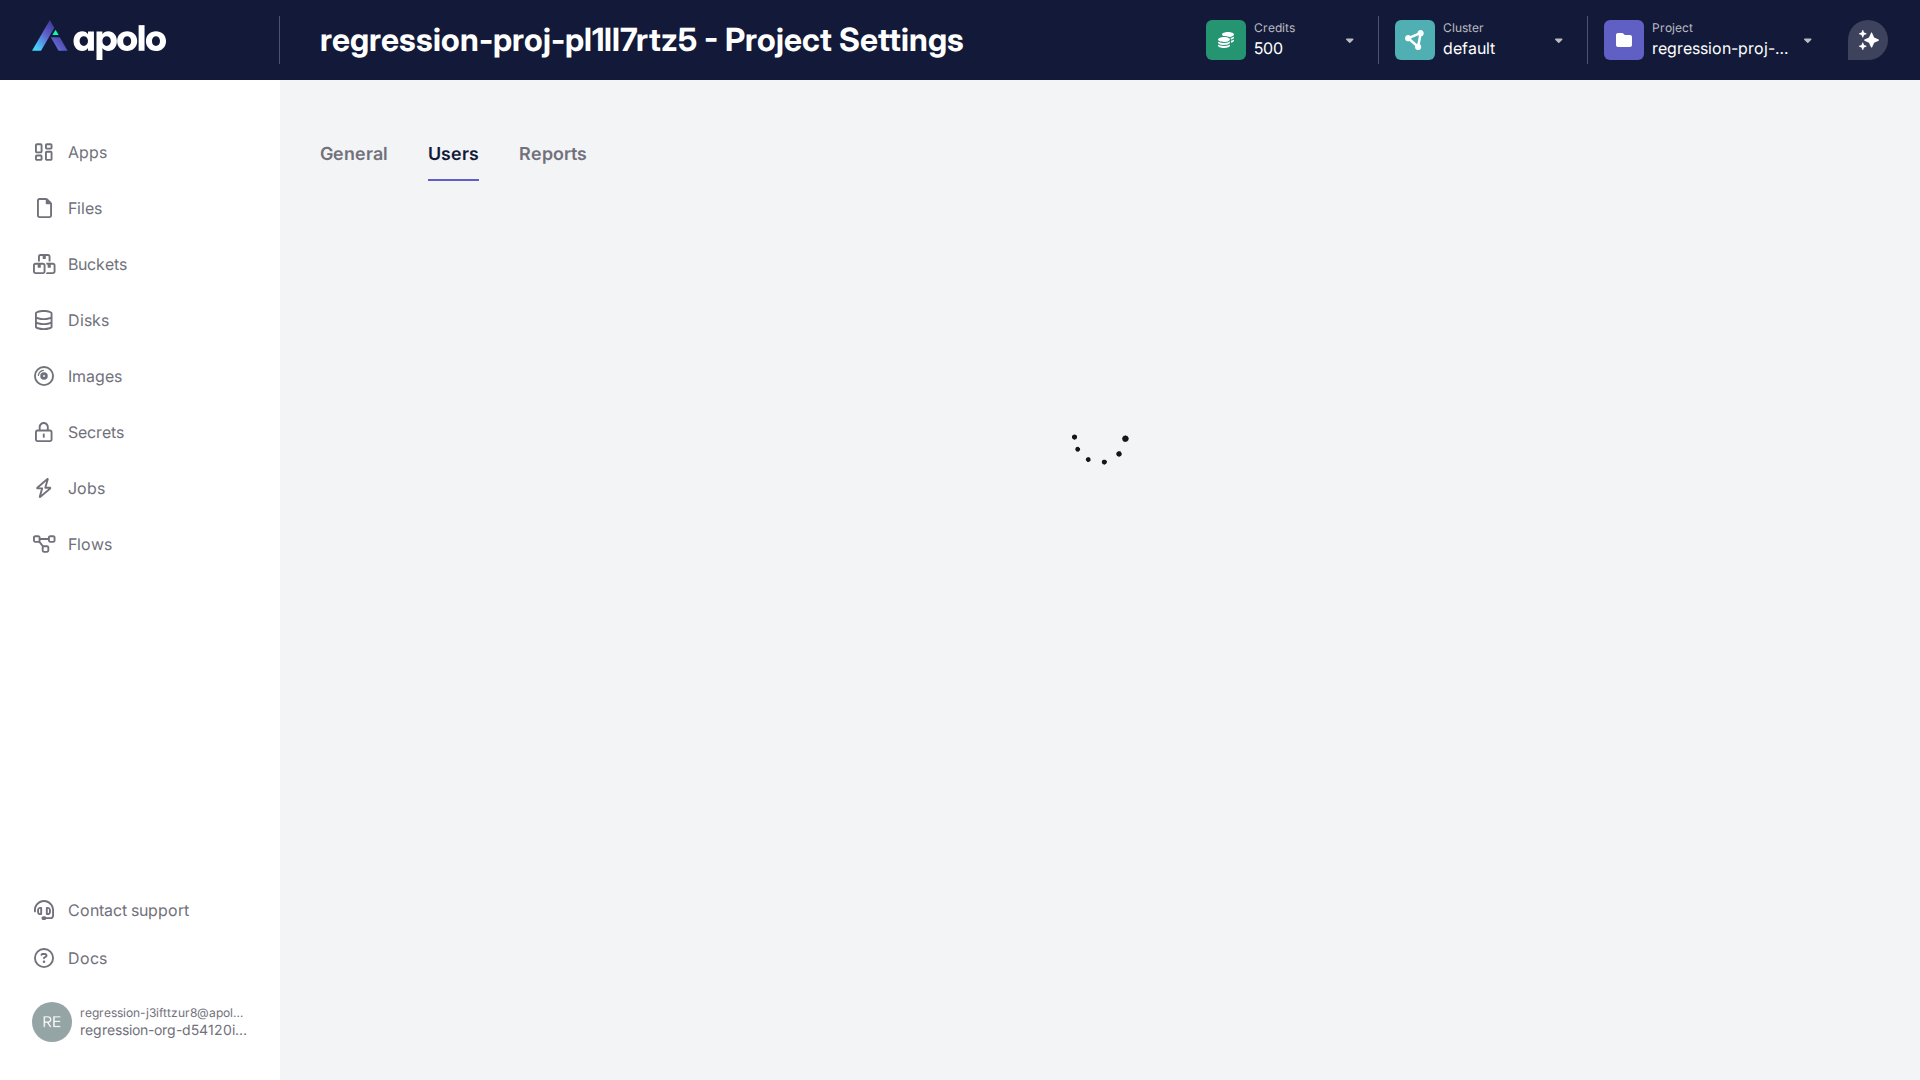 apolo
regression-proj-pl1ll7rtz5 - Project Settings
Credits
500
Cluster
default
Project
regression-proj-...
General
Users
Reports
Apps
Files
Buckets
Disks
Images
Secrets
Jobs
Flows
Contact support
Docs
RE
regression-j3ifttzur8@apol...
regression-org-d54120i...